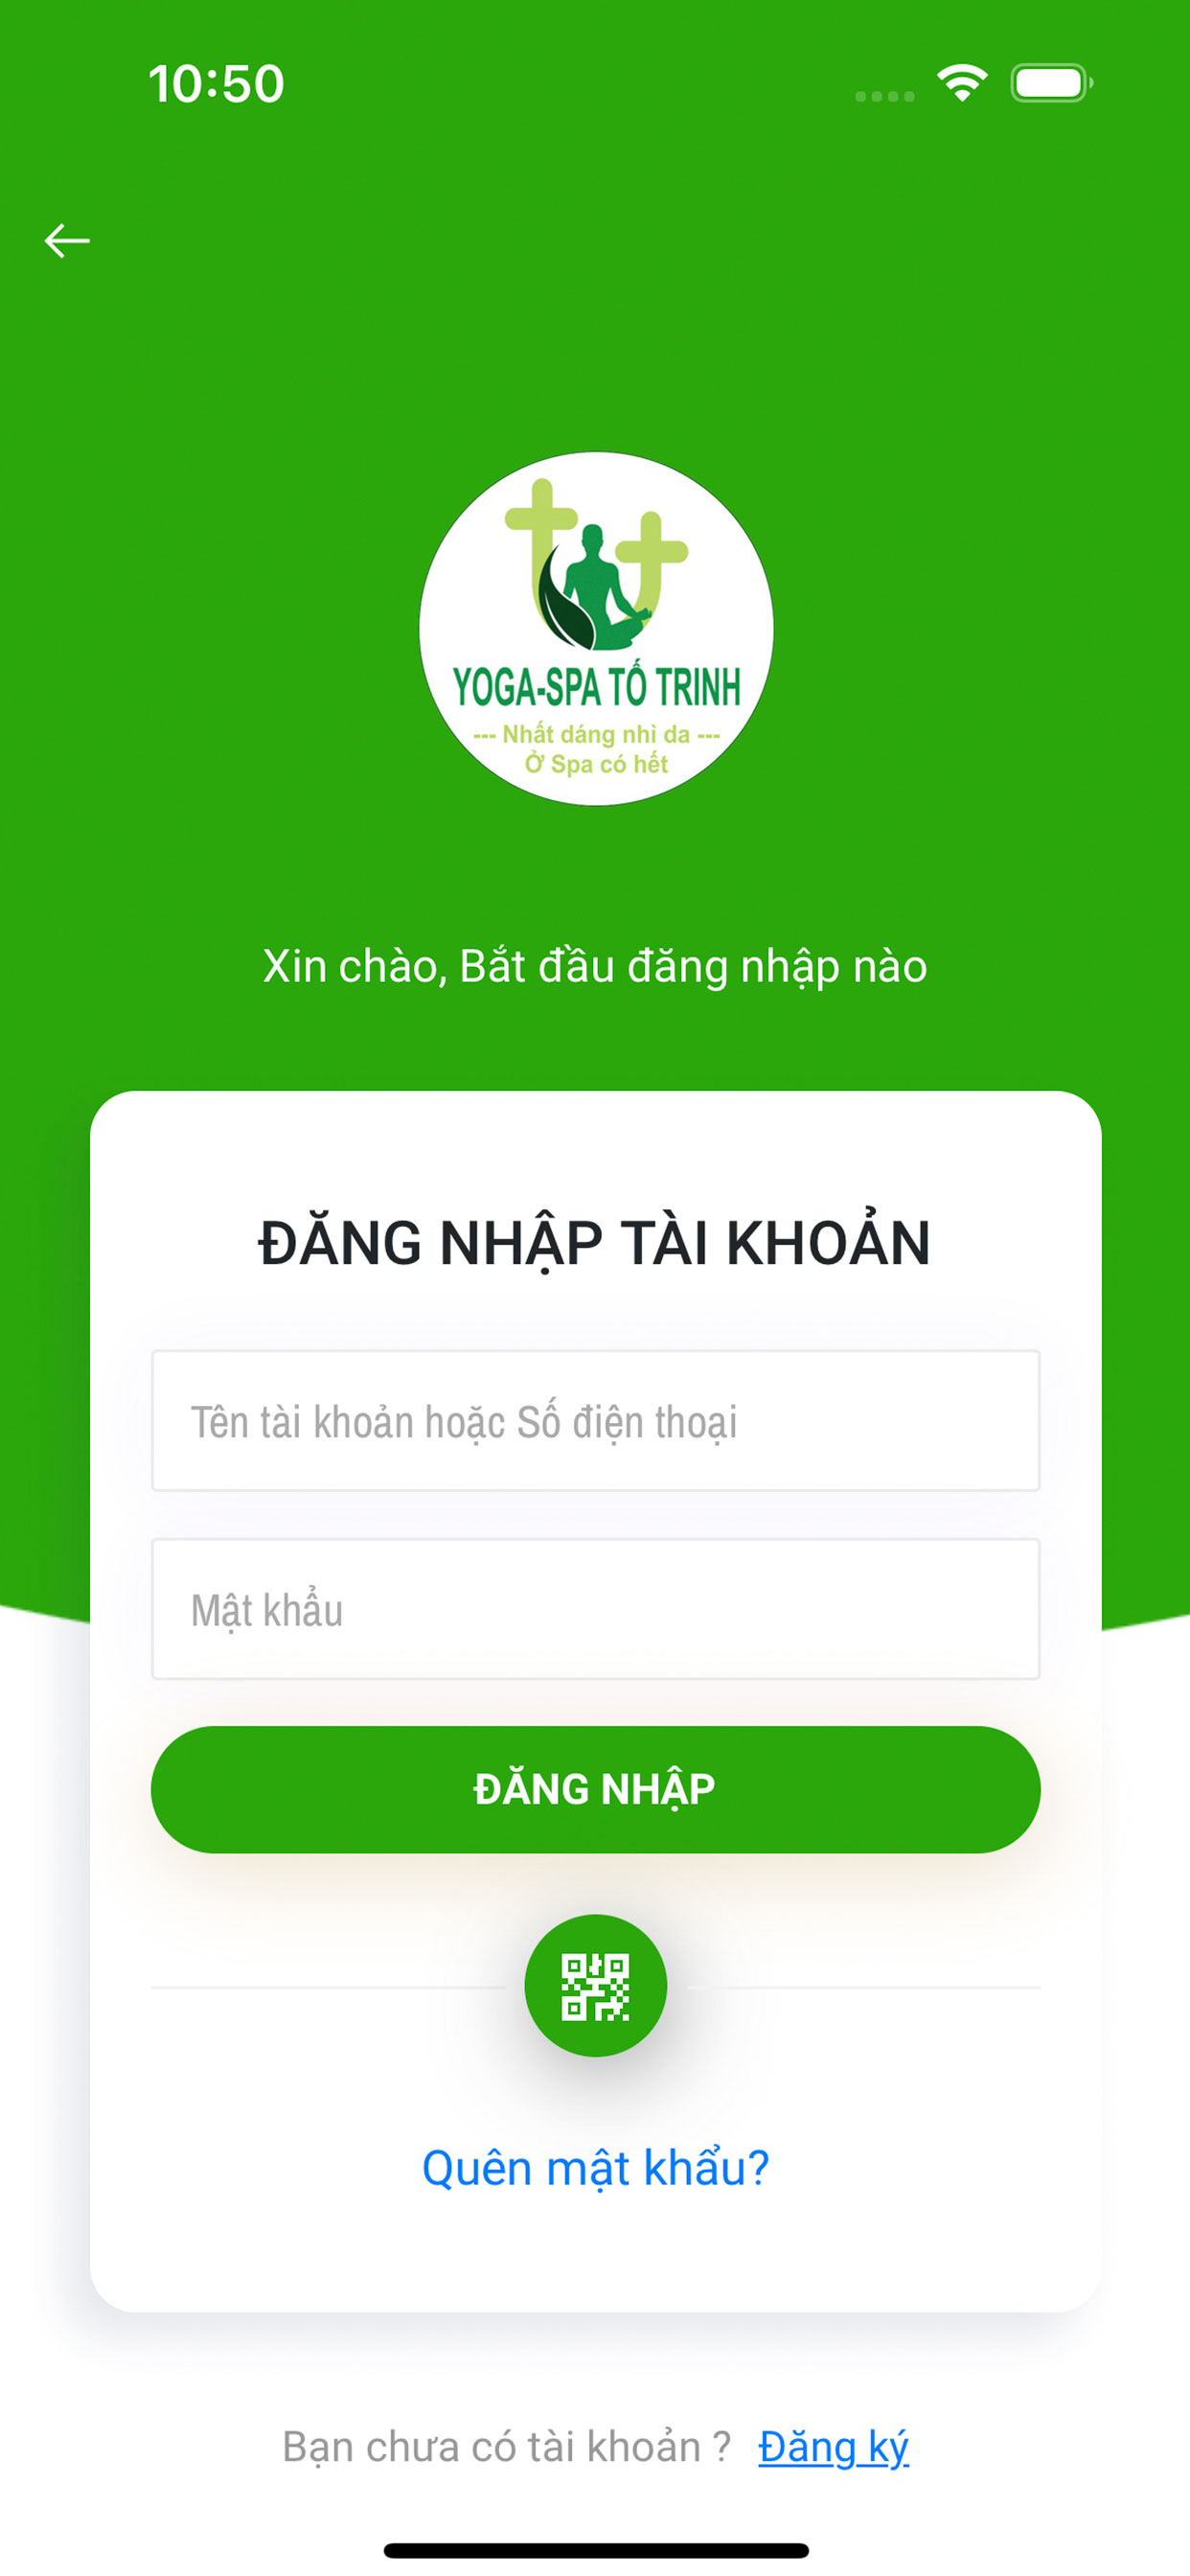 10:50
YOGA-SPA TỐ TRINH
--- Nhất dáng nhì da ---
Ở Spa có hết
Xin chào, Bắt đầu đăng nhập nào
ĐĂNG NHẬP TÀI KHOẢN
Tên tài khoản hoặc Số điện thoại
Mật khẩu
ĐĂNG NHẬP
Quên mật khẩu?
Bạn chưa có tài khoản ? Đăng ký